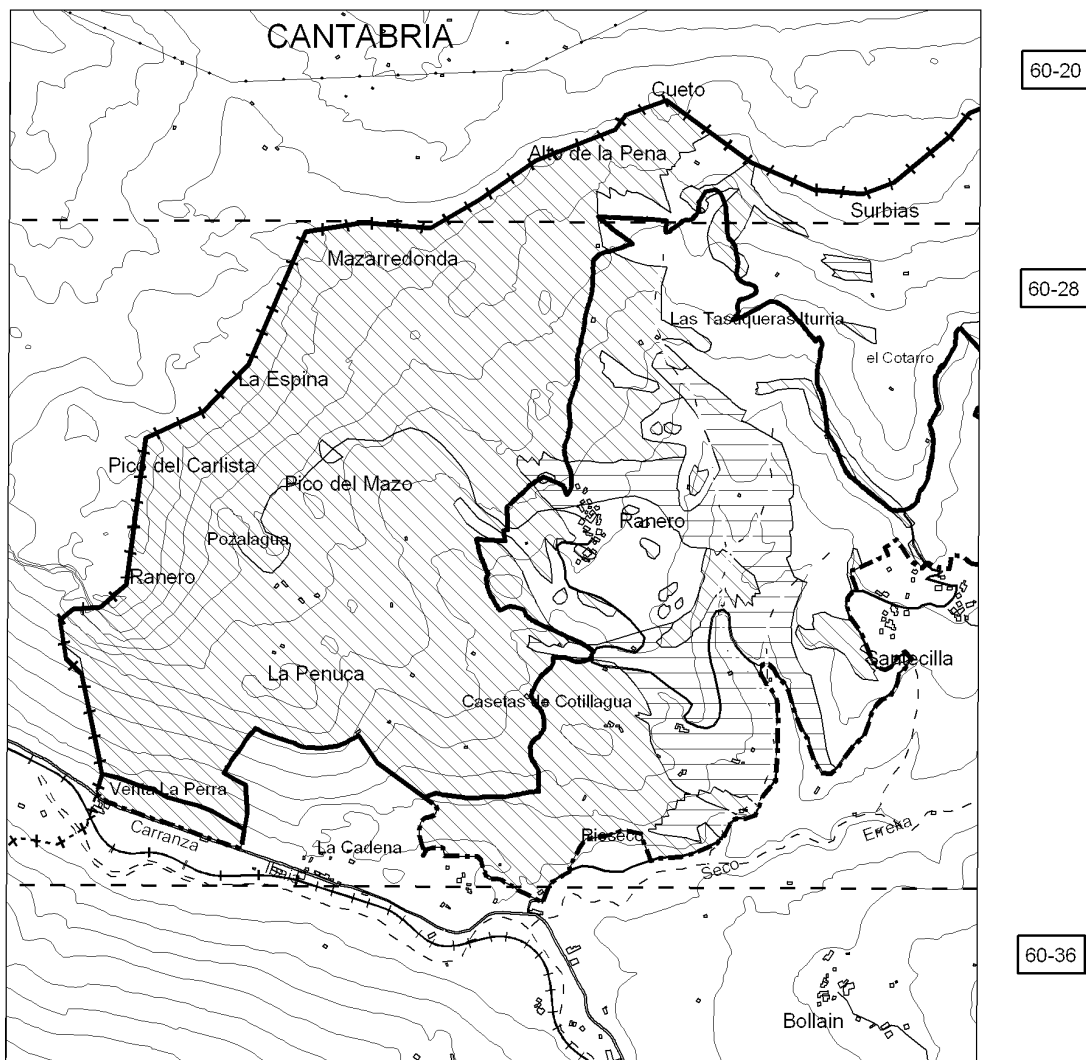 CANTABRIA
60-20
Cueto
Alto de la Pena
Surbias
Mazarredonda
60-28
Las Tasuqueras Iturria
el Cotarro
La Espina
Pico del Carlista
Pico del Mazo
Ranero
Pozalagua
Ranero
Santecilla
La Penuca
Casetas de Cotillagua
Venta La Perra
Carranza
La Cadena
Rioseco
Seco
Erreka
60-36
Bollain